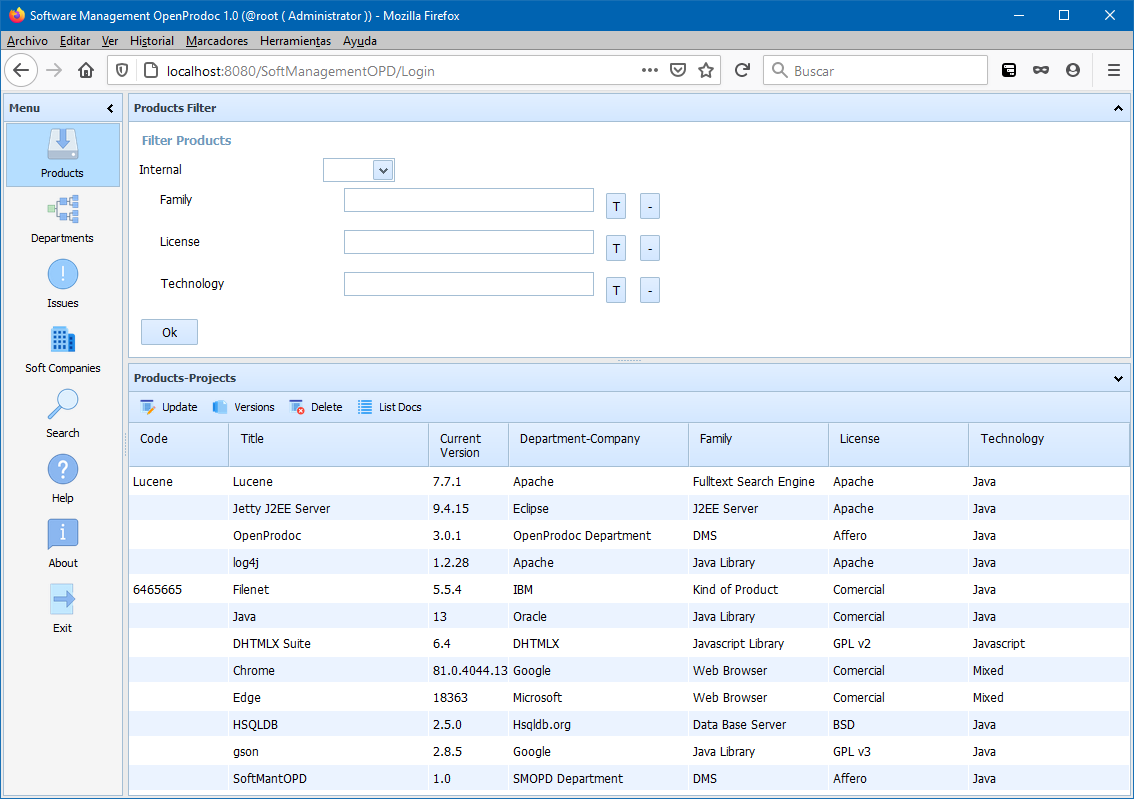 Software Management OpenProdoc 1.0 (@root ( Administrator )) - Mozilla Firefox
Archivo Editar Ver Historial Marcadores Herramientas Ayuda
localhost:8080/SoftManagementOPD/Login
Buscar
Menu
Products
Departments
Issues
Soft Companies
Search
Help
About
Exit
Products Filter
Filter Products
Internal
Family T -
License T -
Technology T -
Ok
Products-Projects
Update Versions Delete List Docs
Code Title Current Version Department-Company Family License Technology
Lucene Lucene 7.7.1 Apache Fulltext Search Engine Apache Java
Jetty J2EE Server 9.4.15 Eclipse J2EE Server Apache Java
OpenProdoc 3.0.1 OpenProdoc Department DMS Affero Java
log4j 1.2.28 Apache Java Library Apache Java
6465665 Filenet 5.5.4 IBM Kind of Product Comercial Java
Java 13 Oracle Java Library Comercial Java
DHTMLX Suite 6.4 DHTMLX Javascript Library GPL v2 Javascript
Chrome 81.0.4044.13 Google Web Browser Comercial Mixed
Edge 18363 Microsoft Web Browser Comercial Mixed
HSQLDB 2.5.0 Hsqldb.org Data Base Server BSD Java
gson 2.8.5 Google Java Library GPL v3 Java
SoftMantOPD 1.0 SMOPD Department DMS Affero Java